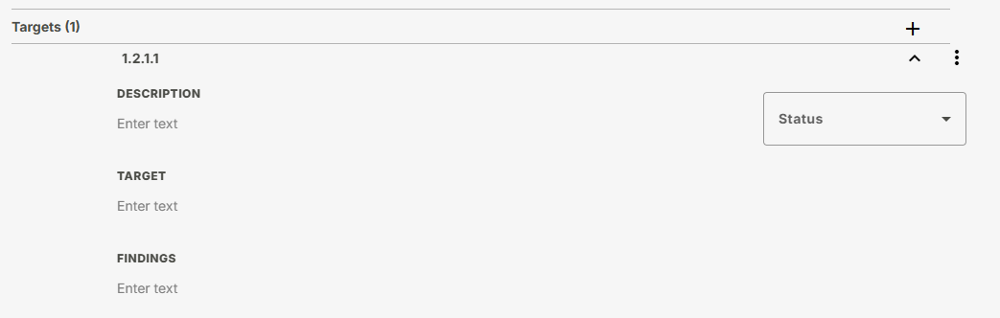 Targets (1)
1.2.1.1
DESCRIPTION
Enter text
Status
TARGET
Enter text
FINDINGS
Enter text